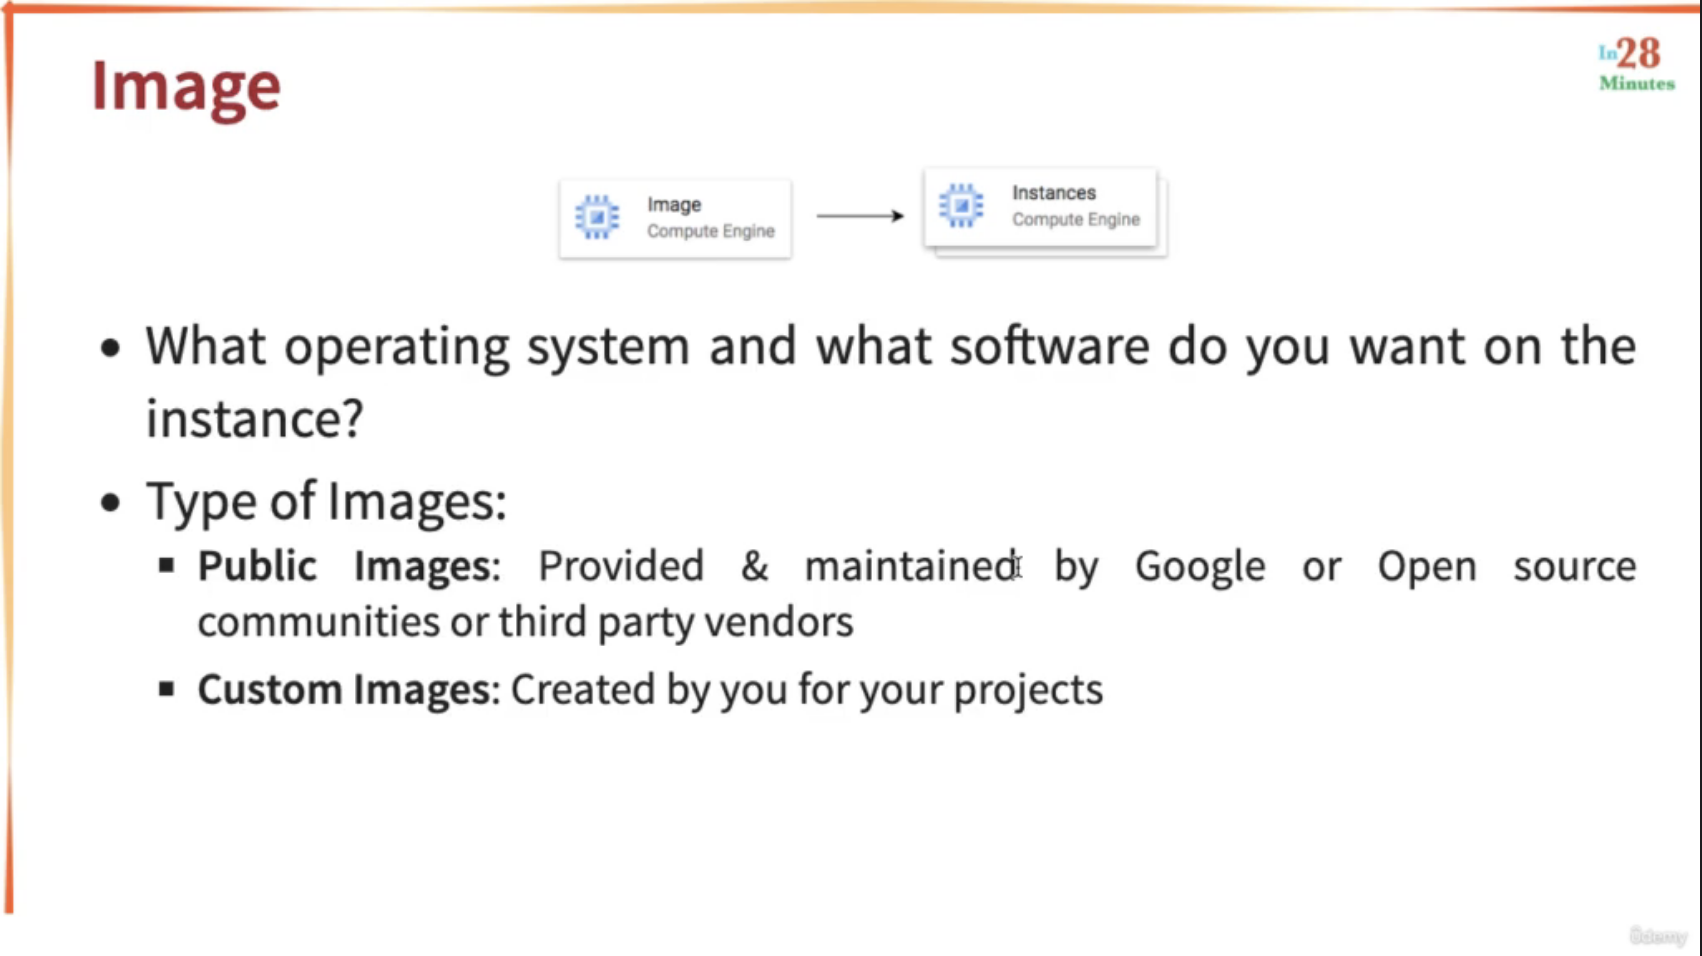 In28
Minutes
Image
Image
Compute Engine
Instances
Compute Engine
• What operating system and what software do you want on the
instance?
• Type of Images:
▪ Public Images: Provided & maintained by Google or Open source
communities or third party vendors
▪ Custom Images: Created by you for your projects
ûdemy